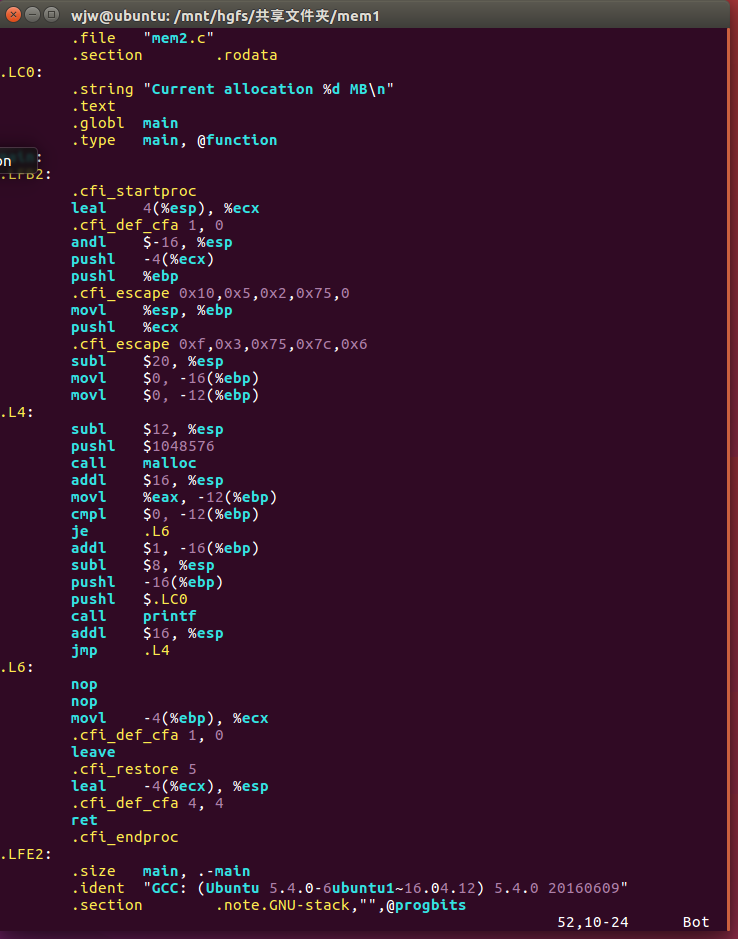 wjw@ubuntu: /mnt/hgfs/共享文件夹/mem1
.file "mem2.c"
.section .rodata
.LC0:
.string "Current allocation %d MB\n"
.text
.globl main
.type main, @function
on :
.LFB2:
.cfi_startproc
leal 4(%esp), %ecx
.cfi_def_cfa 1, 0
andl $-16, %esp
pushl -4(%ecx)
pushl %ebp
.cfi_escape 0x10,0x5,0x2,0x75,0
movl %esp, %ebp
pushl %ecx
.cfi_escape 0xf,0x3,0x75,0x7c,0x6
subl $20, %esp
movl $0, -16(%ebp)
movl $0, -12(%ebp)
.L4:
subl $12, %esp
pushl $1048576
call malloc
addl $16, %esp
movl %eax, -12(%ebp)
cmpl $0, -12(%ebp)
je .L6
addl $1, -16(%ebp)
subl $8, %esp
pushl -16(%ebp)
pushl $.LC0
call printf
addl $16, %esp
jmp .L4
.L6:
nop
nop
movl -4(%ebp), %ecx
.cfi_def_cfa 1, 0
leave
.cfi_restore 5
leal -4(%ecx), %esp
.cfi_def_cfa 4, 4
ret
.cfi_endproc
.LFE2:
.size main, .-main
.ident "GCC: (Ubuntu 5.4.0-6ubuntu1~16.04.12) 5.4.0 20160609"
.section .note.GNU-stack,"",@progbits
52,10-24 Bot